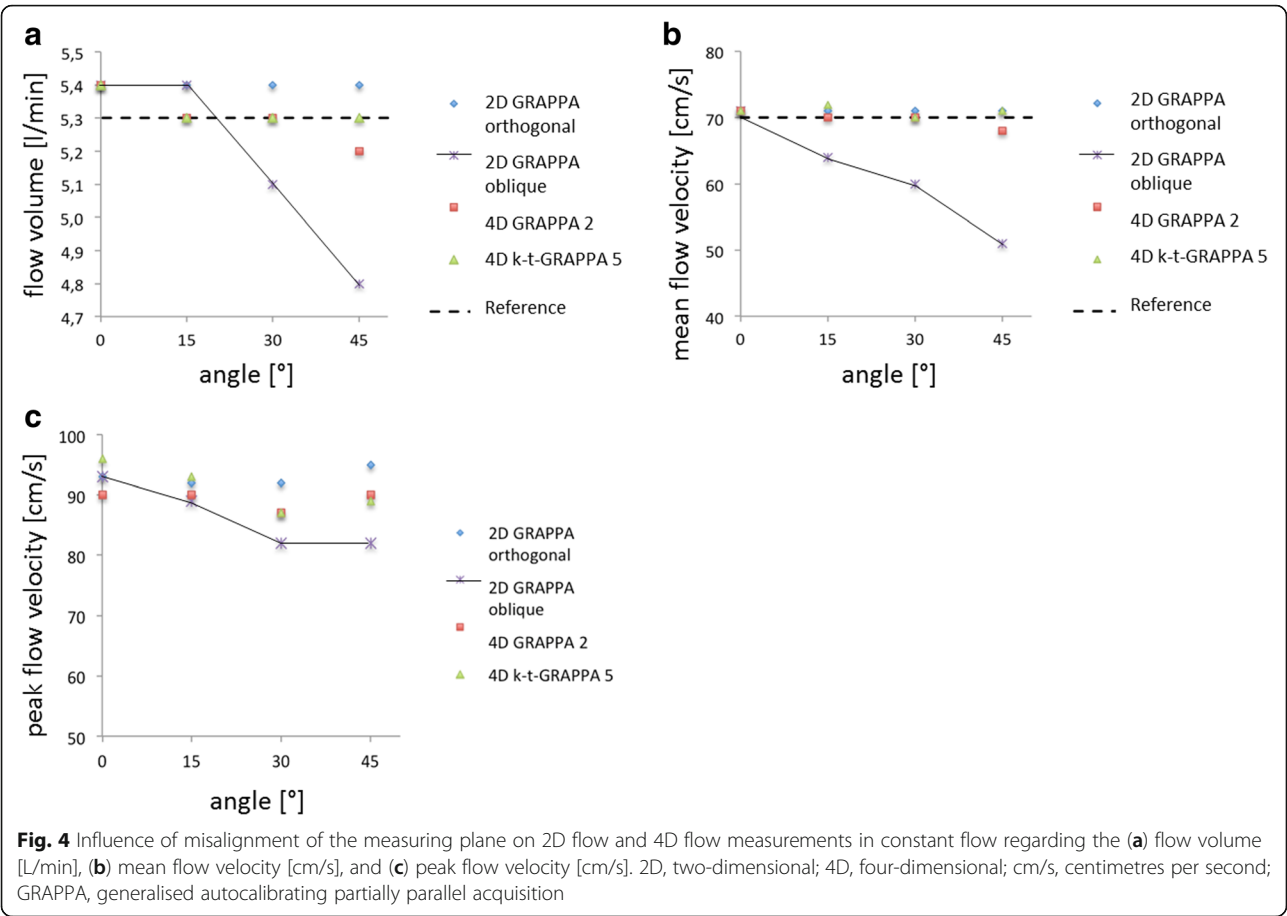 a
5,5
5,4
5,3
5,2
5,1
5,0
4,9
4,8
4,7
flow volume [l/min]
0 15 30 45
angle [°]
2D GRAPPA
orthogonal
2D GRAPPA
oblique
4D GRAPPA 2
4D k-t-GRAPPA 5
Reference
b
80
70
60
50
40
mean flow velocity [cm/s]
0 15 30 45
angle [°]
2D GRAPPA
orthogonal
2D GRAPPA
oblique
4D GRAPPA 2
4D k-t-GRAPPA 5
Reference
c
100
90
80
70
60
50
peak flow velocity [cm/s]
0 15 30 45
angle [°]
2D GRAPPA
orthogonal
2D GRAPPA
oblique
4D GRAPPA 2
4D k-t-GRAPPA 5
Fig. 4 Influence of misalignment of the measuring plane on 2D flow and 4D flow measurements in constant flow regarding the (a) flow volume
[L/min], (b) mean flow velocity [cm/s], and (c) peak flow velocity [cm/s]. 2D, two-dimensional; 4D, four-dimensional; cm/s, centimetres per second;
GRAPPA, generalised autocalibrating partially parallel acquisition